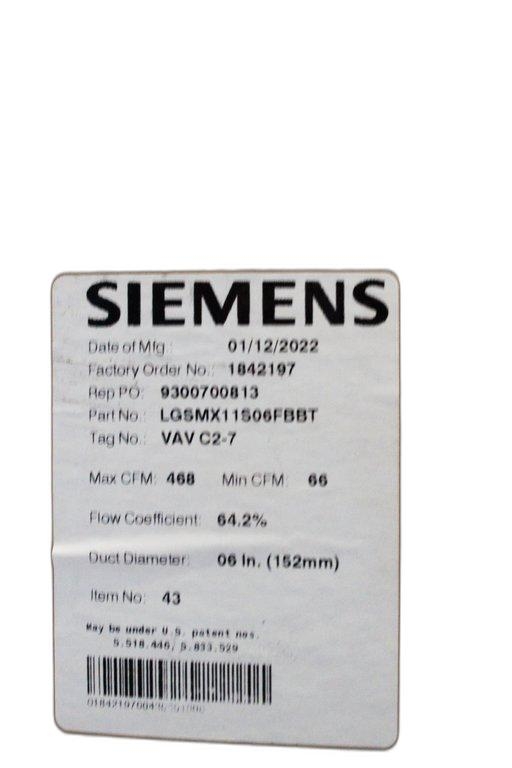 SIEMENS
Date of Mfg.: 01/12/2022
Factory Order No.: 1842197
Rep PO: 9300700813
Part No.: LGSMX11S06FBBT
Tag No.: VAV C2-7
Max CFM: 468 Min CFM: 66
Flow Coefficient: 64.2%
Duct Diameter: 06 In. (152mm)
Item No: 43
May be under U.S. patent nos.
5,518,446, 5,833,529